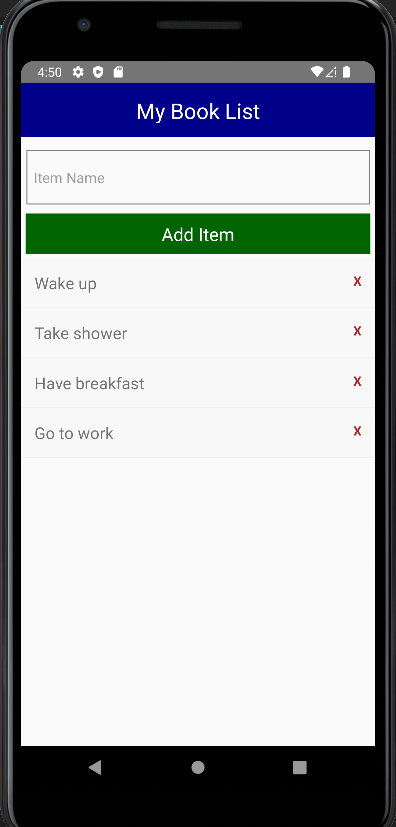 4:50
My Book List
Item Name
Add Item
Wake up X
Take shower X
Have breakfast X
Go to work X